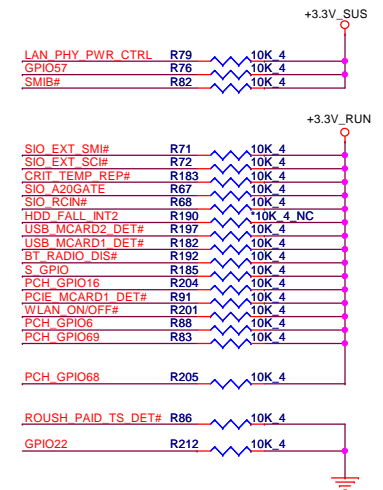 +3.3V_SUS
LAN_PHY_PWR_CTRL R79 10K_4
GPIO57 R76 10K_4
SMIB# R82 10K_4
+3.3V_RUN
SIO_EXT_SMI# R71 10K_4
SIO_EXT_SCI# R72 10K_4
CRIT_TEMP_REP# R183 10K_4
SIO_A20GATE R67 10K_4
SIO_RCIN# R68 10K_4
HDD_FALL_INT2 R190 *10K_4_NC
USB_MCARD2_DET# R197 10K_4
USB_MCARD1_DET# R182 10K_4
BT_RADIO_DIS# R192 10K_4
S_GPIO R185 10K_4
PCH_GPIO16 R204 10K_4
PCIE_MCARD1_DET# R91 10K_4
WLAN_ON/OFF# R201 10K_4
PCH_GPIO6 R88 10K_4
PCH_GPIO69 R83 10K_4
PCH_GPIO68 R205 10K_4
ROUSH_PAID_TS_DET# R86 10K_4
GPIO22 R212 10K_4